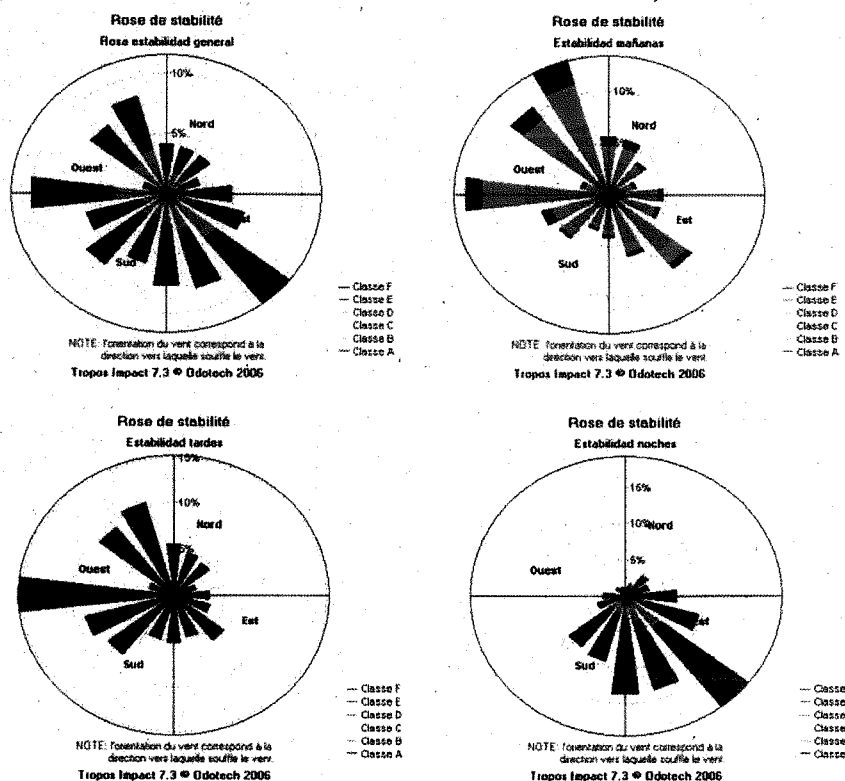 Rose de stabilité
Rosa estabilidad general
10%
5%
Nord
Ouest
Sud
Classe F
Classe E
Classe D
Classe C
Classe B
Classe A
NOTE: l'orientation du vent correspond à la
direction vers laquelle souffle le vent.
Tropos Impact 7.3 © Odotech 2006
Rose de stabilité
Estabilidad mañanas
10%
Nord
Ouest
Est
Sud
Classe F
Classe E
Classe D
Classe C
Classe B
Classe A
NOTE: l'orientation du vent correspond à la
direction vers laquelle souffle le vent.
Tropos Impact 7.3 © Odotech 2006
Rose de stabilité
Estabilidad tardes
15%
10%
Nord
Ouest
Est
Sud
Classe F
Classe E
Classe D
Classe C
Classe B
Classe A
NOTE: l'orientation du vent correspond à la
direction vers laquelle souffle le vent.
Tropos Impact 7.3 © Odotech 2006
Rose de stabilité
Estabilidad noches
15%
10%
Nord
5%
Ouest
Sud
Classe
Classe
Classe
Classe
Classe
Classe
NOTE: l'orientation du vent correspond à la
direction vers laquelle souffle le vent.
Tropos Impact 7.3 © Odotech 2006